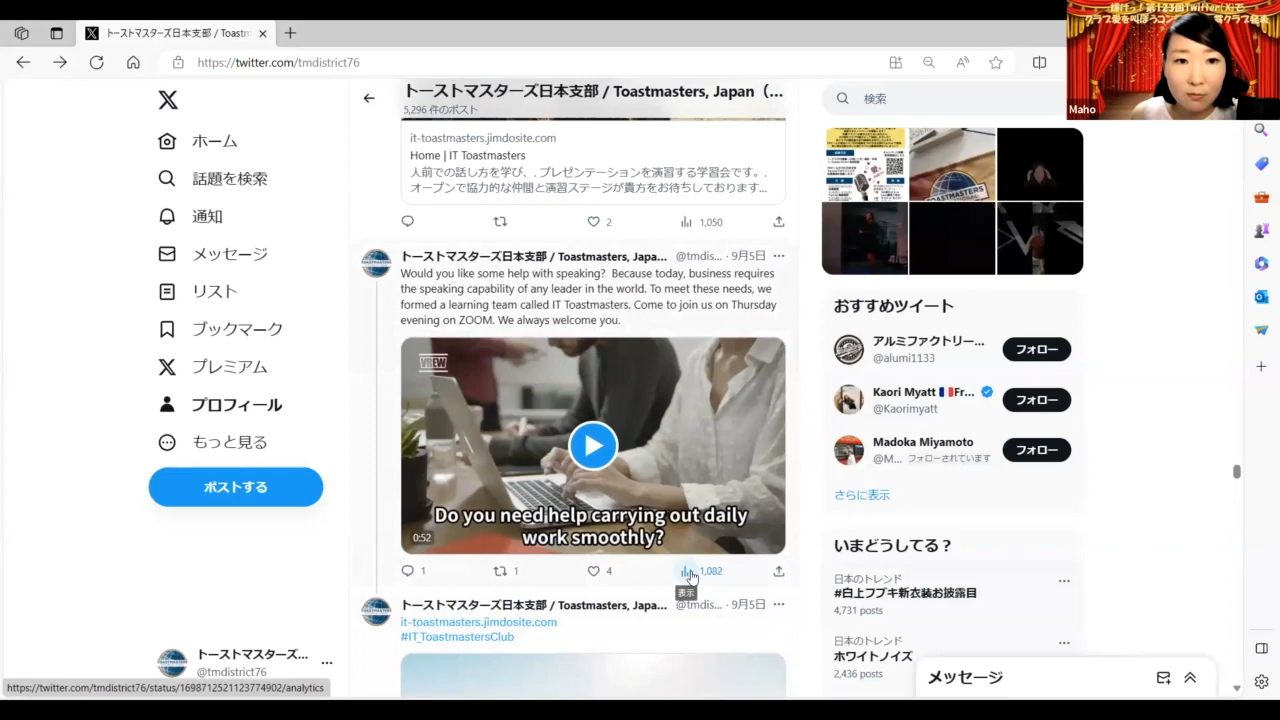 トーストマスターズ日本支部 / Toastm
https://twitter.com/tmdistrict76
輝けっ！第123回Twitter(X)で
Maho
ホーム
話題を検索
通知
メッセージ
リスト
ブックマーク
プレミアム
プロフィール
もっと見る
ポストする
トーストマスターズ...
@tmdistrict76
https://twitter.com/tmdistrict76/status/1698712521123774902/analytics
トーストマスターズ日本支部 / Toastmasters, Japan（...
5,296 件のポスト
it-toastmasters.jimdosite.com
Home | IT Toastmasters
人前での話し方を学び、. プレゼンテーションを演習する学習会です。.
オープンで協力的な仲間と演習ステージが貴方をお待ちしております...
2
1,050
トーストマスターズ日本支部 / Toastmasters, Japa... @tmdis... · 9月5日
Would you like some help with speaking? Because today, business requires
the speaking capability of any leader in the world. To meet these needs, we
formed a learning team called IT Toastmasters. Come to join us on Thursday
evening on ZOOM. We always welcome you.
VREW
Do you need help carrying out daily
work smoothly?
0:52
1
1
4
1,082
表示
トーストマスターズ日本支部 / Toastmasters, Japa... @tmdis... · 9月5日
it-toastmasters.jimdosite.com
#IT_ToastmastersClub
検索
おすすめツイート
アルミファクトリー...
@alumi1133
フォロー
Kaori Myatt 🇫🇷Fr...
@Kaorimyatt
フォロー
Madoka Miyamoto
@M... フォローされています
フォロー
さらに表示
いまどうしてる？
日本のトレンド
#白上フブキ新衣装お披露目
4,731 posts
日本のトレンド
ホワイトノイズ
2,436 posts
メッセージ